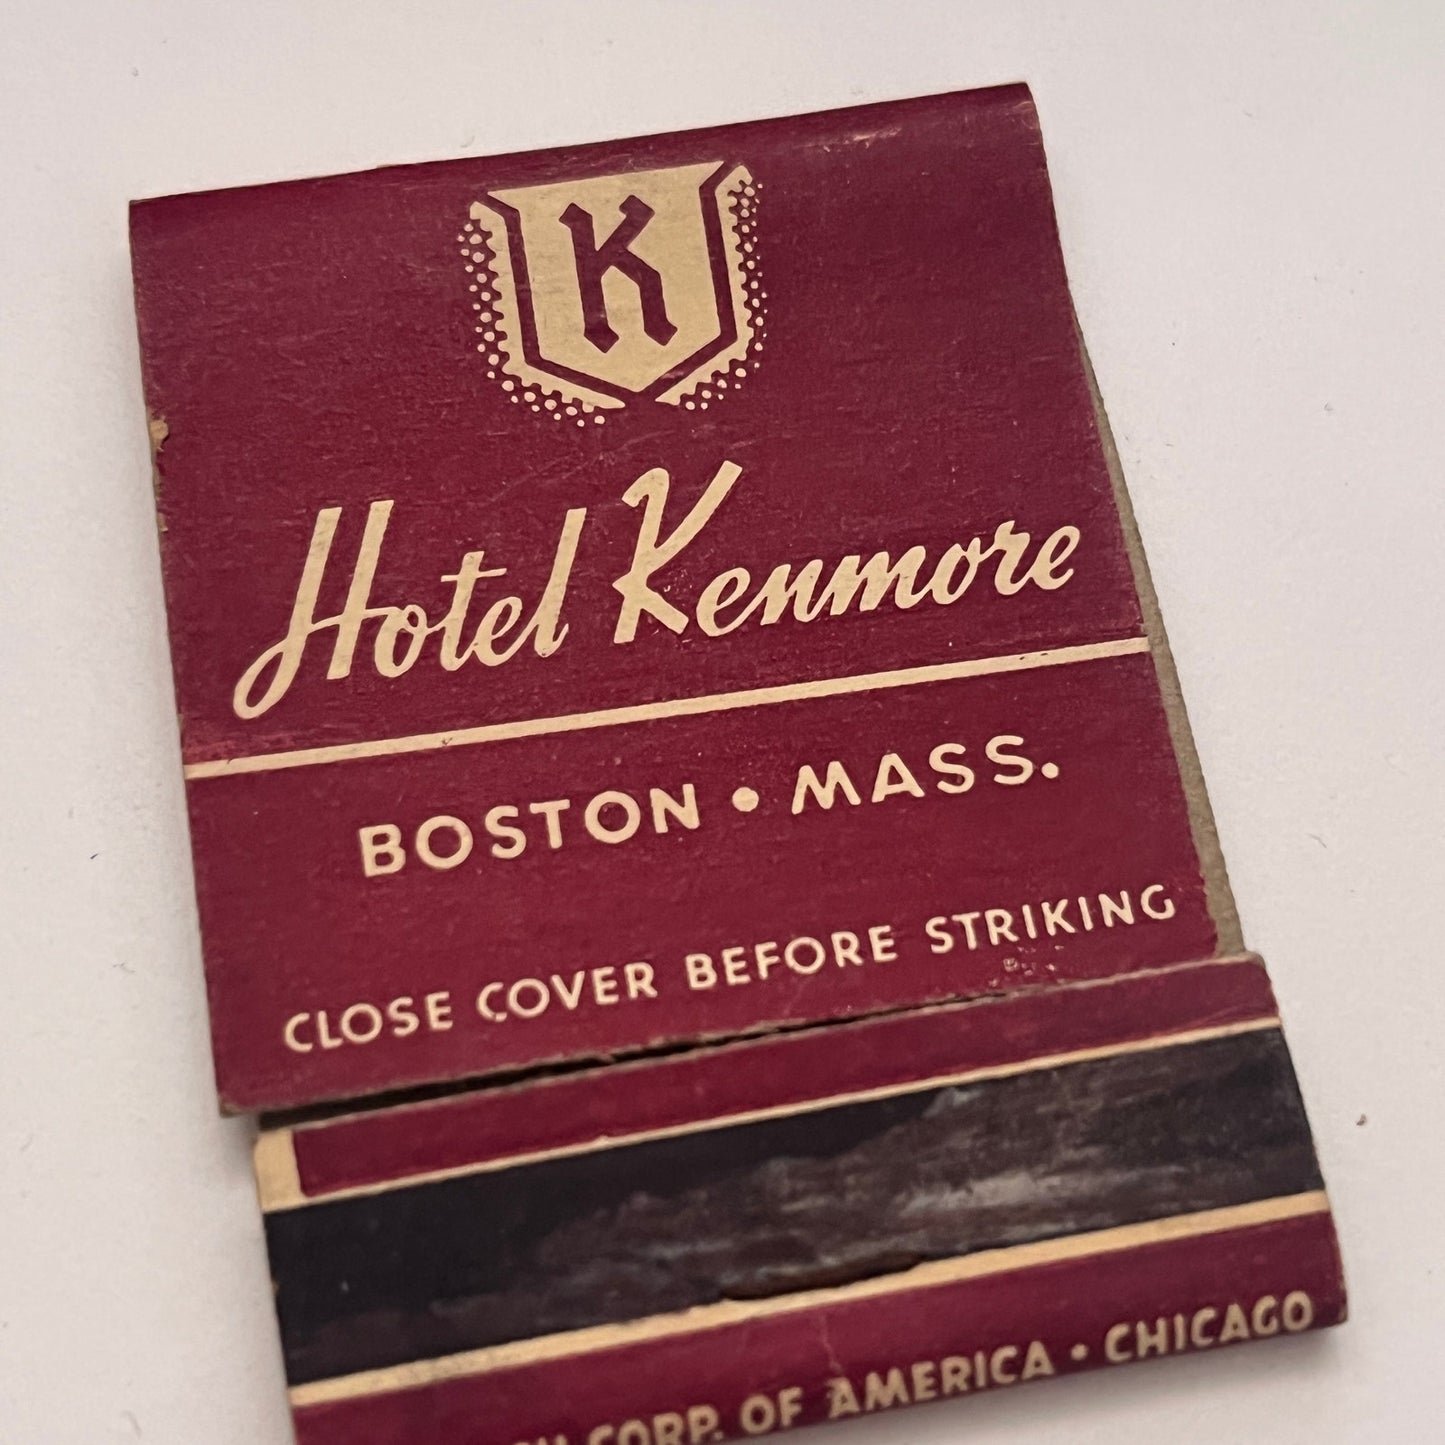 K
Hotel Kenmore
BOSTON • MASS.
CLOSE COVER BEFORE STRIKING
CORP. OF AMERICA • CHICAGO